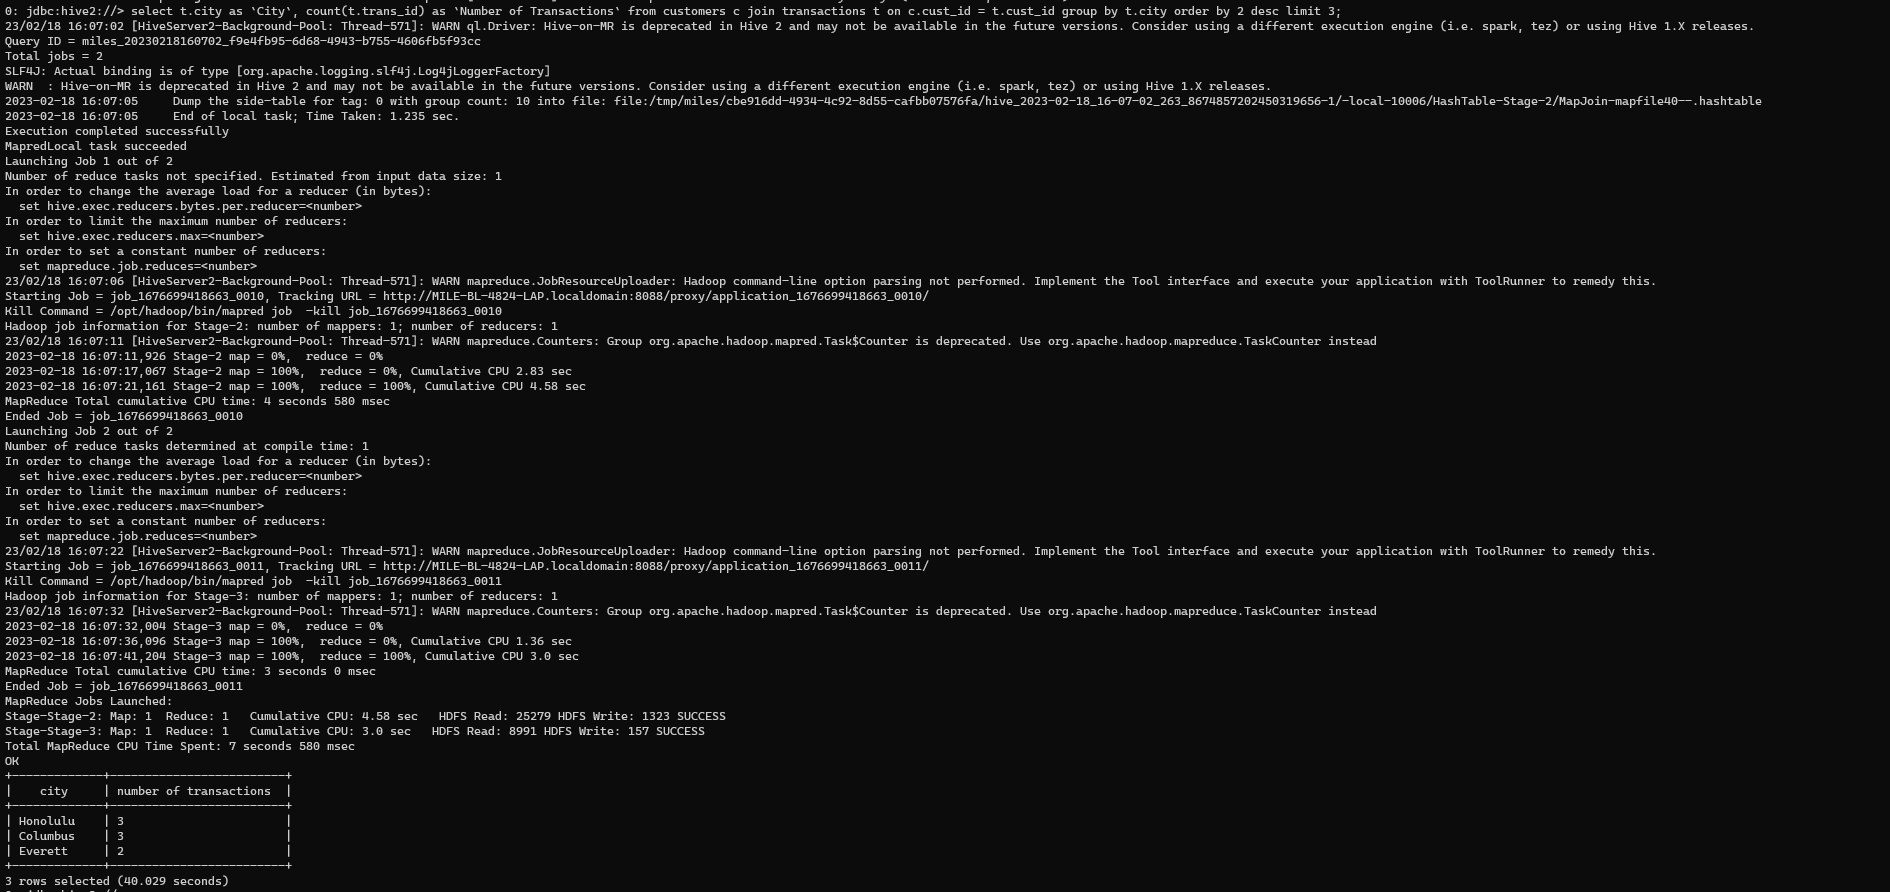 0: jdbc:hive2://> select t.city as `City`, count(t.trans_id) as `Number of Transactions` from customers c join transactions t on c.cust_id = t.cust_id group by t.city order by 2 desc limit 3;
23/02/18 16:07:02 [HiveServer2-Background-Pool: Thread-571]: WARN ql.Driver: Hive-on-MR is deprecated in Hive 2 and may not be available in the future versions. Consider using a different execution engine (i.e. spark, tez) or using Hive 1.X releases.
Query ID = miles_20230218160702_f9e4fb95-6d68-4943-b755-4606fb5f93cc
Total jobs = 2
SLF4J: Actual binding is of type [org.apache.logging.slf4j.Log4jLoggerFactory]
WARN  : Hive-on-MR is deprecated in Hive 2 and may not be available in the future versions. Consider using a different execution engine (i.e. spark, tez) or using Hive 1.X releases.
2023-02-18 16:07:05     Dump the side-table for tag: 0 with group count: 10 into file: file:/tmp/miles/cbe916dd-4934-4c92-8d55-cafbb07576fa/hive_2023-02-18_16-07-02_263_8674857202450319656-1/-local-10006/HashTable-Stage-2/MapJoin-mapfile40--.hashtable
2023-02-18 16:07:05     End of local task; Time Taken: 1.235 sec.
Execution completed successfully
MapredLocal task succeeded
Launching Job 1 out of 2
Number of reduce tasks not specified. Estimated from input data size: 1
In order to change the average load for a reducer (in bytes):
  set hive.exec.reducers.bytes.per.reducer=<number>
In order to limit the maximum number of reducers:
  set hive.exec.reducers.max=<number>
In order to set a constant number of reducers:
  set mapreduce.job.reduces=<number>
23/02/18 16:07:06 [HiveServer2-Background-Pool: Thread-571]: WARN mapreduce.JobResourceUploader: Hadoop command-line option parsing not performed. Implement the Tool interface and execute your application with ToolRunner to remedy this.
Starting Job = job_1676699418663_0010, Tracking URL = http://MILE-BL-4824-LAP.localdomain:8088/proxy/application_1676699418663_0010/
Kill Command = /opt/hadoop/bin/mapred job  -kill job_1676699418663_0010
Hadoop job information for Stage-2: number of mappers: 1; number of reducers: 1
23/02/18 16:07:11 [HiveServer2-Background-Pool: Thread-571]: WARN mapreduce.Counters: Group org.apache.hadoop.mapred.Task$Counter is deprecated. Use org.apache.hadoop.mapreduce.TaskCounter instead
2023-02-18 16:07:11,926 Stage-2 map = 0%,  reduce = 0%
2023-02-18 16:07:17,067 Stage-2 map = 100%,  reduce = 0%, Cumulative CPU 2.83 sec
2023-02-18 16:07:21,161 Stage-2 map = 100%,  reduce = 100%, Cumulative CPU 4.58 sec
MapReduce Total cumulative CPU time: 4 seconds 580 msec
Ended Job = job_1676699418663_0010
Launching Job 2 out of 2
Number of reduce tasks determined at compile time: 1
In order to change the average load for a reducer (in bytes):
  set hive.exec.reducers.bytes.per.reducer=<number>
In order to limit the maximum number of reducers:
  set hive.exec.reducers.max=<number>
In order to set a constant number of reducers:
  set mapreduce.job.reduces=<number>
23/02/18 16:07:22 [HiveServer2-Background-Pool: Thread-571]: WARN mapreduce.JobResourceUploader: Hadoop command-line option parsing not performed. Implement the Tool interface and execute your application with ToolRunner to remedy this.
Starting Job = job_1676699418663_0011, Tracking URL = http://MILE-BL-4824-LAP.localdomain:8088/proxy/application_1676699418663_0011/
Kill Command = /opt/hadoop/bin/mapred job  -kill job_1676699418663_0011
Hadoop job information for Stage-3: number of mappers: 1; number of reducers: 1
23/02/18 16:07:32 [HiveServer2-Background-Pool: Thread-571]: WARN mapreduce.Counters: Group org.apache.hadoop.mapred.Task$Counter is deprecated. Use org.apache.hadoop.mapreduce.TaskCounter instead
2023-02-18 16:07:32,004 Stage-3 map = 0%,  reduce = 0%
2023-02-18 16:07:36,096 Stage-3 map = 100%,  reduce = 0%, Cumulative CPU 1.36 sec
2023-02-18 16:07:41,204 Stage-3 map = 100%,  reduce = 100%, Cumulative CPU 3.0 sec
MapReduce Total cumulative CPU time: 3 seconds 0 msec
Ended Job = job_1676699418663_0011
MapReduce Jobs Launched:
Stage-Stage-2: Map: 1  Reduce: 1   Cumulative CPU: 4.58 sec   HDFS Read: 25279 HDFS Write: 1323 SUCCESS
Stage-Stage-3: Map: 1  Reduce: 1   Cumulative CPU: 3.0 sec   HDFS Read: 8991 HDFS Write: 157 SUCCESS
Total MapReduce CPU Time Spent: 7 seconds 580 msec
OK
+-------------+-------------------------+
|    city     | number of transactions  |
+-------------+-------------------------+
| Honolulu    | 3                       |
| Columbus    | 3                       |
| Everett     | 2                       |
+-------------+-------------------------+
3 rows selected (40.029 seconds)